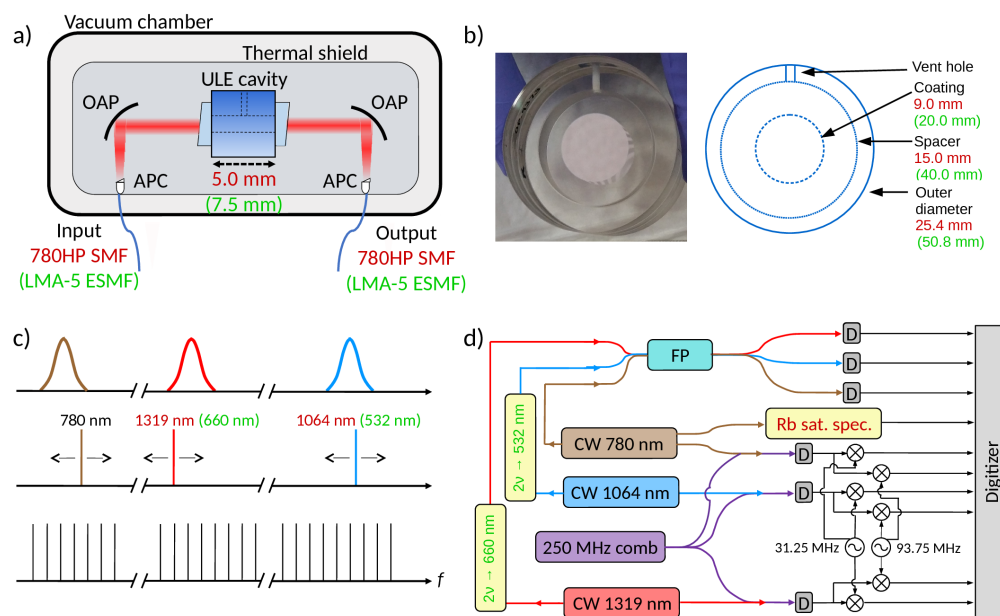 a)
Vacuum chamber
Thermal shield
ULE cavity
OAP
OAP
APC
APC
5.0 mm
(7.5 mm)
Input
780HP SMF
(LMA-5 ESMF)
Output
780HP SMF
(LMA-5 ESMF)
b)
Vent hole
Coating
9.0 mm
(20.0 mm)
Spacer
15.0 mm
(40.0 mm)
Outer
diameter
25.4 mm
(50.8 mm)
c)
780 nm
1319 nm (660 nm)
1064 nm (532 nm)
f
d)
FP
D
D
D
Rb sat. spec.
CW 780 nm
D
2ν → 532 nm
CW 1064 nm
D
250 MHz comb
31.25 MHz
93.75 MHz
2ν → 660 nm
CW 1319 nm
D
Digitizer